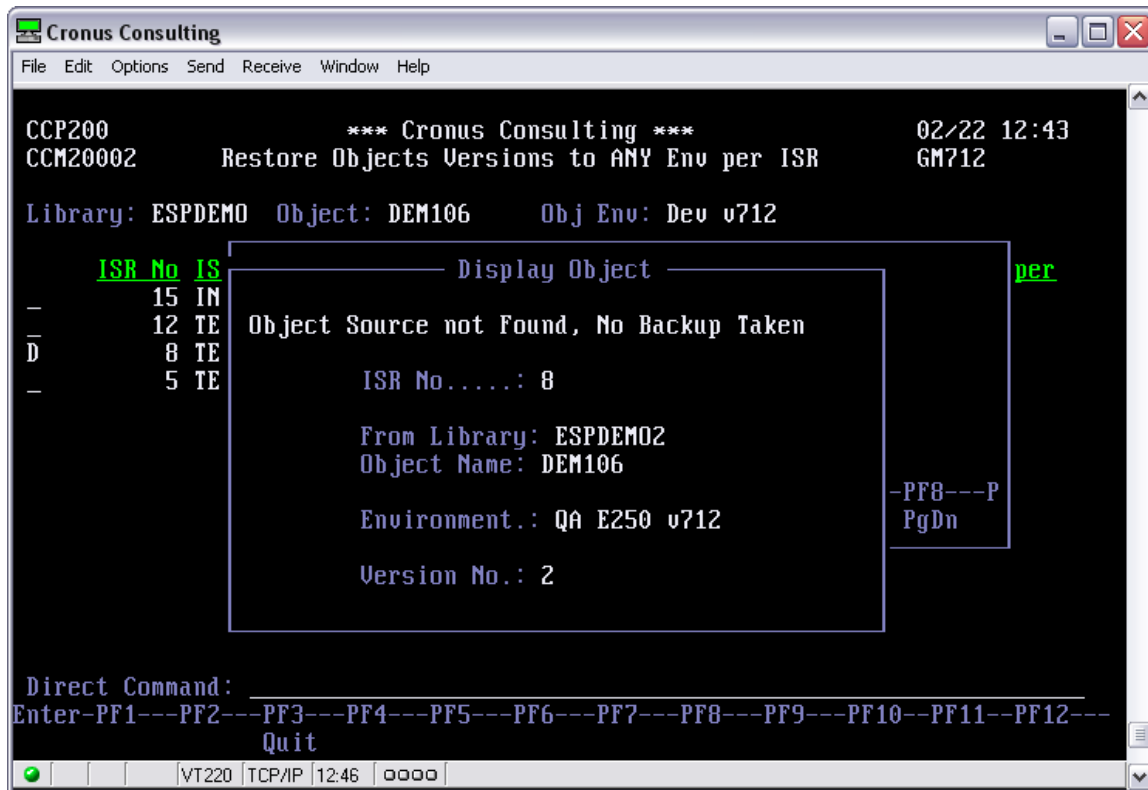 Cronus Consulting
File Edit Options Send Receive Window Help
CCP200 *** Cronus Consulting *** 02/22 12:43
CCM20002 Restore Objects Versions to ANY Env per ISR GM712
Library: ESPDEMO Object: DEM106 Obj Env: Dev v712
ISR No IS Display Object per
_ 15 IN
_ 12 TE Object Source not Found, No Backup Taken
D 8 TE
_ 5 TE ISR No.....: 8
From Library: ESPDEMO2
Object Name: DEM106
-PF8---P
Environment.: QA E250 v712 PgDn
Version No.: 2
Direct Command:
Enter-PF1---PF2---PF3---PF4---PF5---PF6---PF7---PF8---PF9---PF10--PF11--PF12---
Quit
VT220 TCP/IP 12:46 oooo